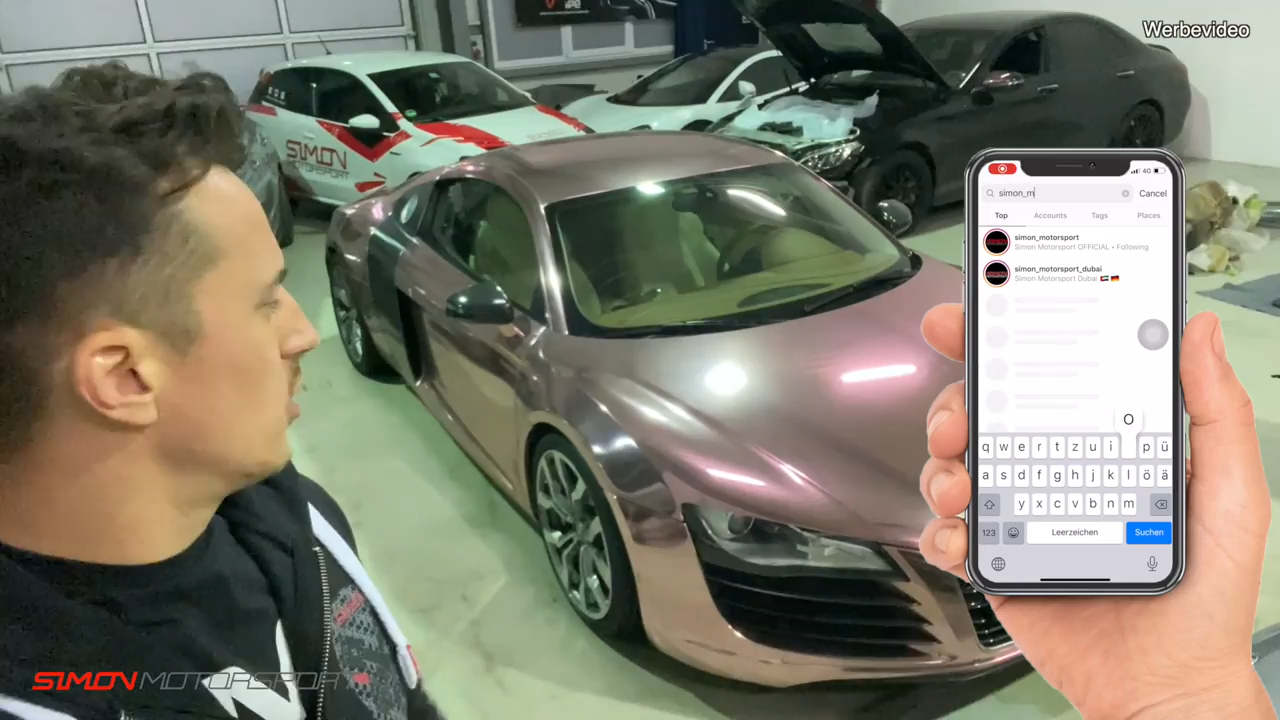 Werbevideo
SIMON
MOTORSPORT
simon_m
Cancel
Top Accounts Tags Places
simon_motorsport
Simon Motorsport OFFICIAL • Following
simon_motorsport_dubai
Simon Motorsport Dubai 🇦🇪 🇩🇪
4G
O
q w e r t z u i p ü
a s d f g h j k l ö ä
y x c v b n m
123 Leerzeichen Suchen
SIMON MOTORSPORT